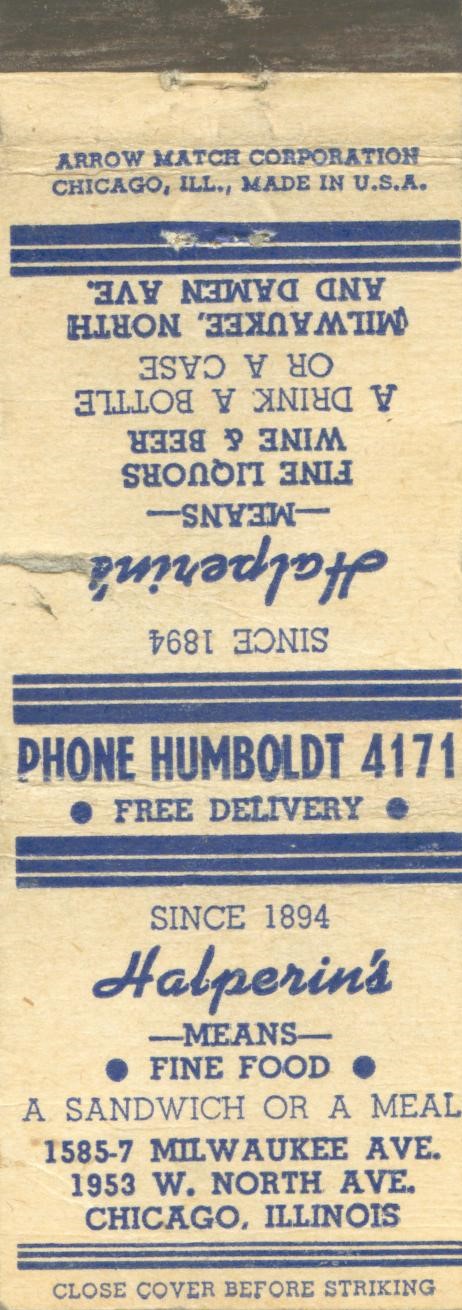 ARROW MATCH CORPORATION
CHICAGO, ILL., MADE IN U.S.A.
SINCE 1894
Halperin's
—MEANS—
FINE LIQUORS
WINE & BEER
A DRINK A BOTTLE
OR A CASE
(MILWAUKEE, NORTH
AND DAMEN AVE.
PHONE HUMBOLDT 4171
● FREE DELIVERY ●
SINCE 1894
Halperin's
—MEANS—
● FINE FOOD ●
A SANDWICH OR A MEAL
1585-7 MILWAUKEE AVE.
1953 W. NORTH AVE.
CHICAGO, ILLINOIS
CLOSE COVER BEFORE STRIKING